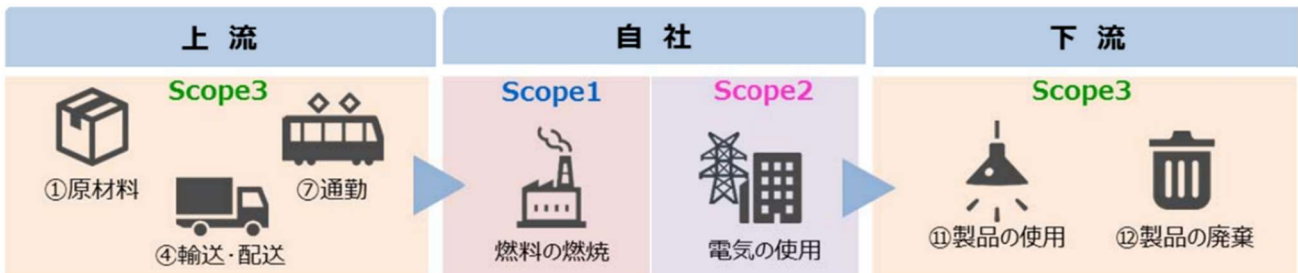 上 流
自 社
下 流
Scope3
Scope1
Scope2
Scope3
①原材料
⑦通勤
④輸送・配送
燃料の燃焼
電気の使用
⑪製品の使用
⑫製品の廃棄